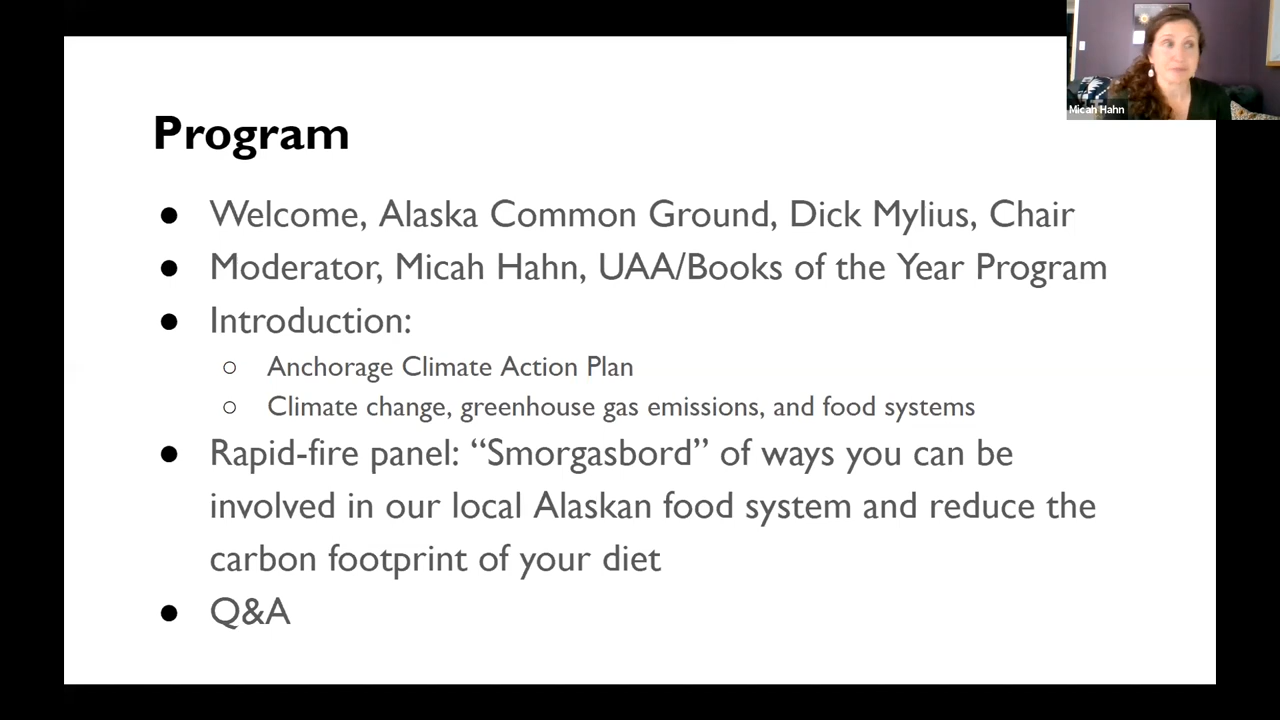 Micah Hahn
Program
● Welcome, Alaska Common Ground, Dick Mylius, Chair
● Moderator, Micah Hahn, UAA/Books of the Year Program
● Introduction:
○ Anchorage Climate Action Plan
○ Climate change, greenhouse gas emissions, and food systems
● Rapid-fire panel: “Smorgasbord” of ways you can be
involved in our local Alaskan food system and reduce the
carbon footprint of your diet
● Q&A